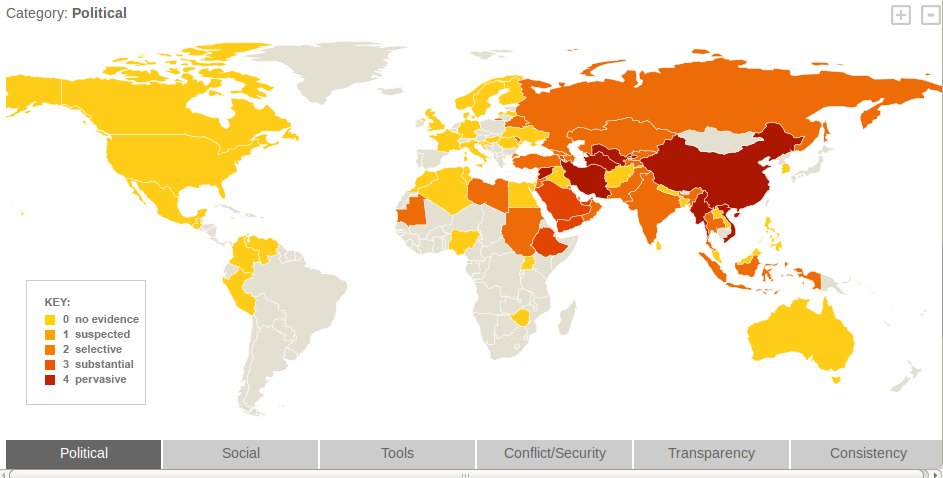 Category: Political
KEY:
0 no evidence
1 suspected
2 selective
3 substantial
4 pervasive
Political Social Tools Conflict/Security Transparency Consistency